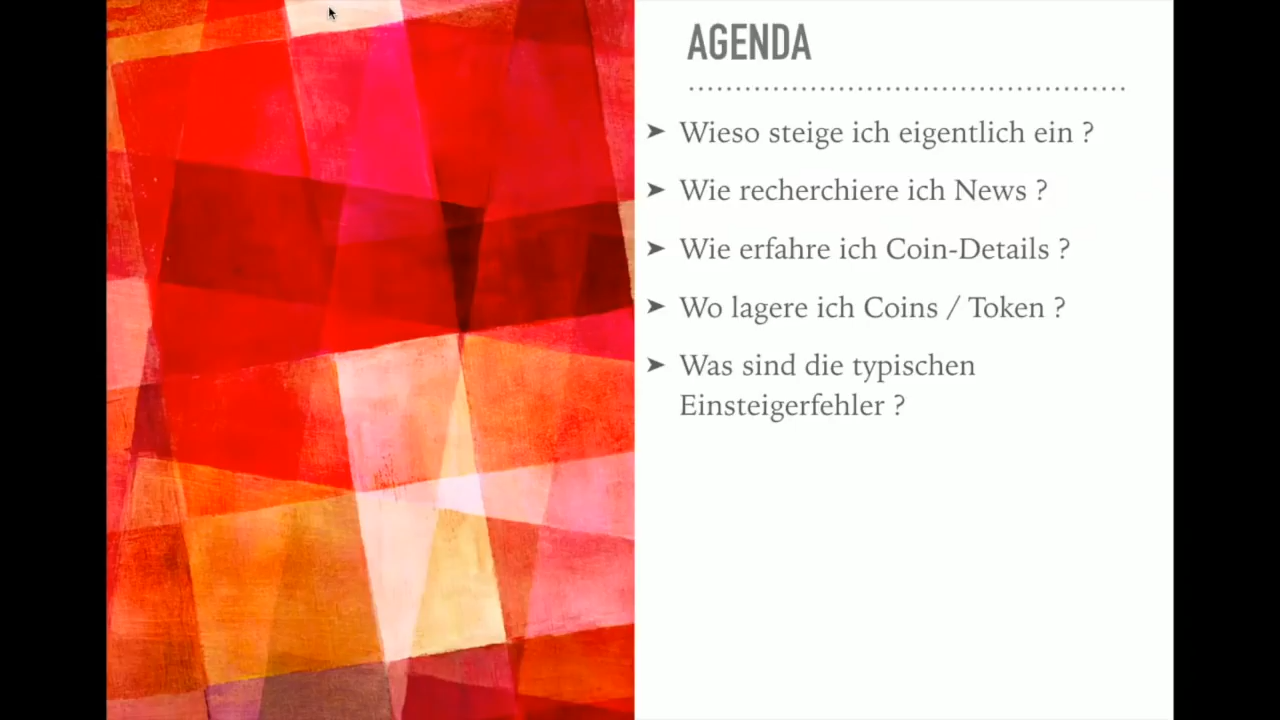 AGENDA
➤ Wieso steige ich eigentlich ein ?
➤ Wie recherchiere ich News ?
➤ Wie erfahre ich Coin-Details ?
➤ Wo lagere ich Coins / Token ?
➤ Was sind die typischen
Einsteigerfehler ?